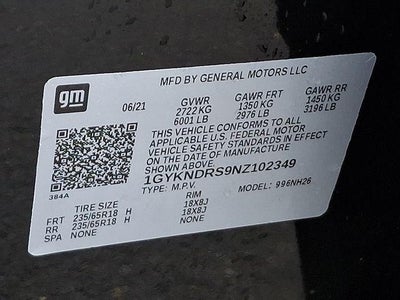 gm
MFD BY GENERAL MOTORS LLC
06/21 GVWR GAWR FRT GAWR RR
2722 KG 1350 KG 1450 KG
6001 LB 2976 LB 3196 LB
THIS VEHICLE CONFORMS TO ALL
APPLICABLE U.S. FEDERAL MOTOR
VEHICLE SAFETY STANDARDS IN EFFECT
ON THE DATE OF MANUFACTURE
SHOWN ABOVE.
1GYKNDRS9NZ102349
TYPE: M.P.V. MODEL: 996NH26
384A
TIRE SIZE RIM
FRT 235/65R18 H 18X8J
RR 235/65R18 H 18X8J
SPA NONE NONE